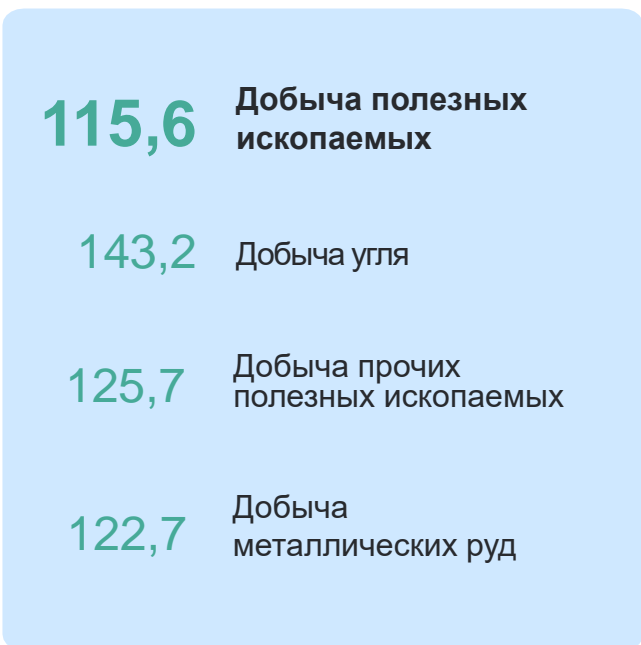 115,6 Добыча полезных
ископаемых
143,2 Добыча угля
125,7 Добыча прочих
полезных ископаемых
122,7 Добыча
металлических руд